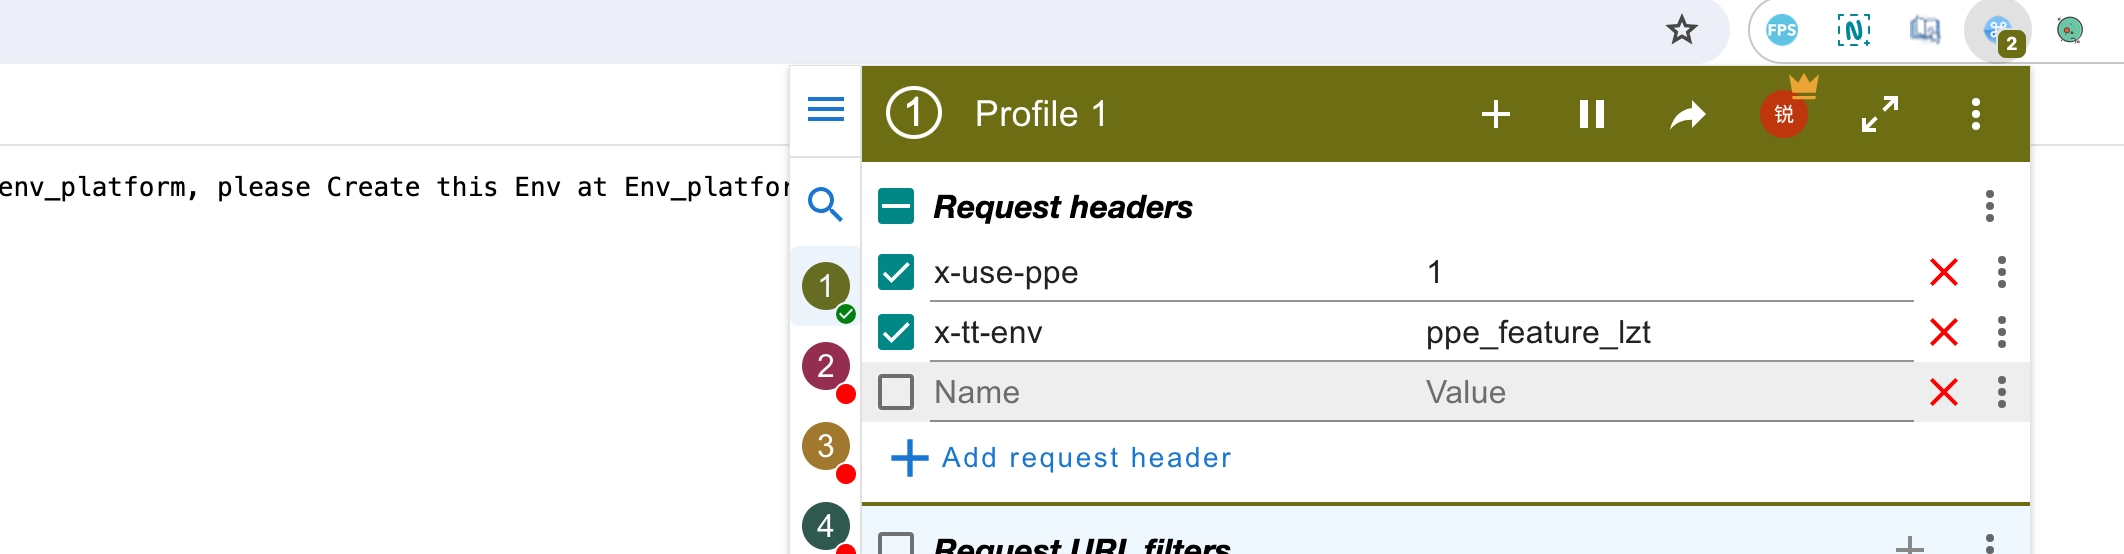 FPS N 2
1 Profile 1 锐
env_platform, please Create this Env at Env_platfor
Request headers
1 x-use-ppe 1
x-tt-env ppe_feature_lzt
2 Name Value
3 Add request header
4 Request URL filters